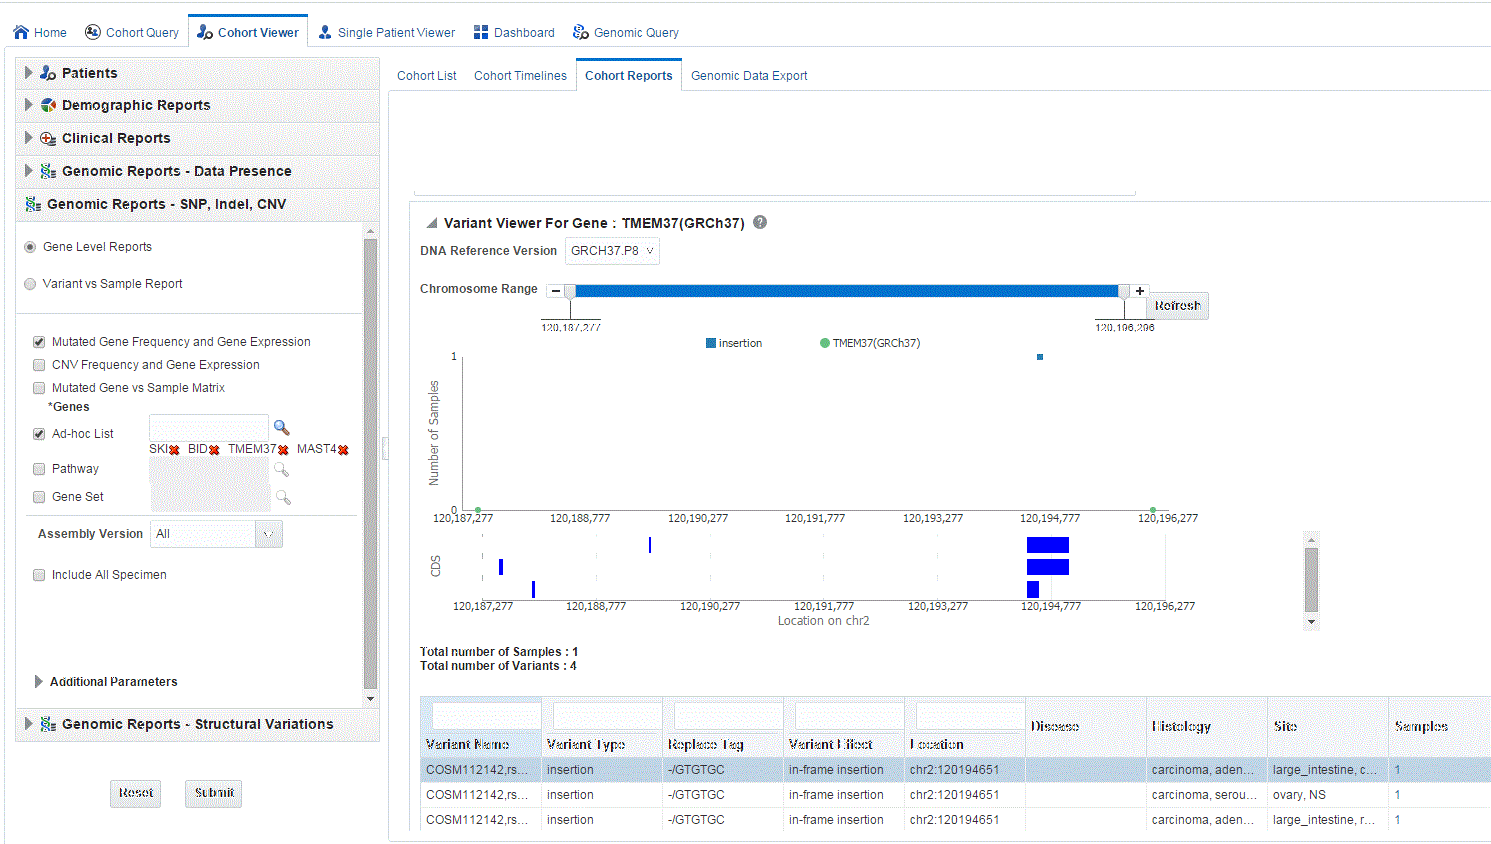 Home Cohort Query Cohort Viewer Single Patient Viewer Dashboard Genomic Query
Patients
Demographic Reports
Clinical Reports
Genomic Reports - Data Presence
Genomic Reports - SNP, Indel, CNV
Gene Level Reports
Variant vs Sample Report
Mutated Gene Frequency and Gene Expression
CNV Frequency and Gene Expression
Mutated Gene vs Sample Matrix
*Genes
Ad-hoc List
SKI BID TMEM37 MAST4
Pathway
Gene Set
Assembly Version All
Include All Specimen
Additional Parameters
Genomic Reports - Structural Variations
Reset Submit
Cohort List Cohort Timelines Cohort Reports Genomic Data Export
Variant Viewer For Gene : TMEM37(GRCh37) ?
DNA Reference Version GRCH37.P8
Chromosome Range − + Refresh
120,187,277 120,196,296
insertion TMEM37(GRCh37)
1
Number of Samples
0
120,187,277 120,188,777 120,190,277 120,191,777 120,193,277 120,194,777 120,196,277
CDS
120,187,277 120,188,777 120,190,277 120,191,777 120,193,277 120,194,777 120,196,277
Location on chr2
Total number of Samples : 1
Total number of Variants : 4
Variant Name Variant Type Replace Tag Variant Effect Location Disease Histology Site Samples
COSM112142,rs... insertion -/GTGTGC in-frame insertion chr2:120194651 carcinoma, aden... large_intestine, c... 1
COSM112142,rs... insertion -/GTGTGC in-frame insertion chr2:120194651 carcinoma, serou... ovary, NS 1
COSM112142,rs... insertion -/GTGTGC in-frame insertion chr2:120194651 carcinoma, aden... large_intestine, r... 1